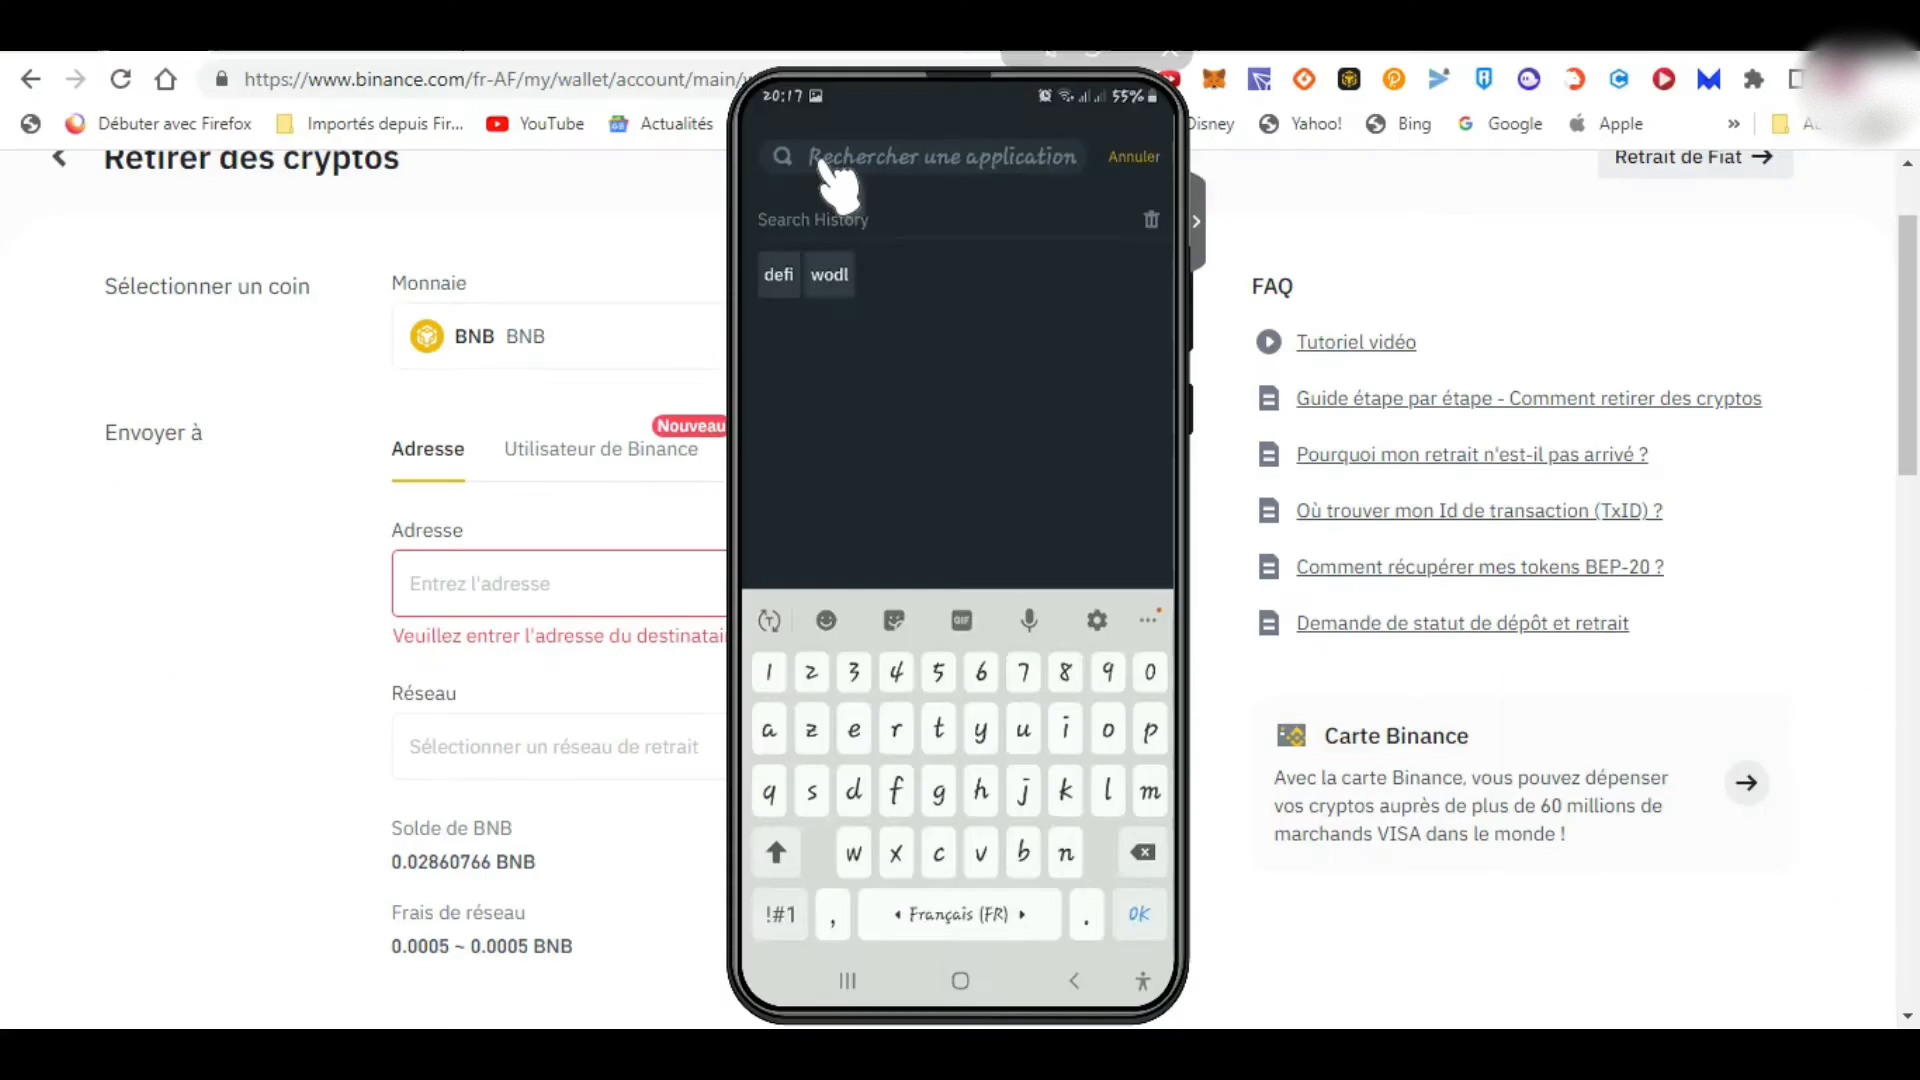 https://www.binance.com/fr-AF/my/wallet/account/main/
Débuter avec Firefox
Importés depuis Fir...
YouTube
Actualités
Disney
Yahoo!
Bing
Google
Apple
»
Retirer des cryptos
Retrait de Fiat →
Sélectionner un coin
Monnaie
BNB BNB
Envoyer à
Nouveau
Adresse
Utilisateur de Binance
Adresse
Entrez l'adresse
Veuillez entrer l'adresse du destinatai
Réseau
Sélectionner un réseau de retrait
Solde de BNB
0.02860766 BNB
Frais de réseau
0.0005 ~ 0.0005 BNB
20:17
55%
Rechercher une application
Annuler
Search History
defi
wodl
GIF
1 2 3 4 5 6 7 8 9 0
a z e r t y u i o p
q s d f g h j k l m
w x c v b n
!#1 , Français (FR) . OK
FAQ
Tutoriel vidéo
Guide étape par étape - Comment retirer des cryptos
Pourquoi mon retrait n'est-il pas arrivé ?
Où trouver mon Id de transaction (TxID) ?
Comment récupérer mes tokens BEP-20 ?
Demande de statut de dépôt et retrait
Carte Binance
Avec la carte Binance, vous pouvez dépenser
vos cryptos auprès de plus de 60 millions de
marchands VISA dans le monde !